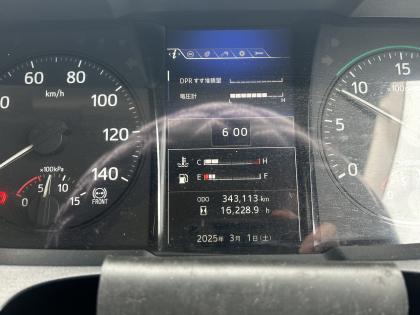 60 80 100 120 140
km/h
×100kPa
0 5 10 15
FRONT
DPRすす堆積量
電圧計
H
6:00
C H
E F
ODO 343,113 km
16,228.9 h
2025年 3月 1日(土)
0 5 10 15